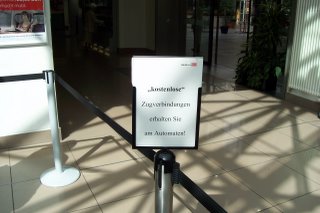 „kostenlose“
Zugverbindungen
erhalten Sie
am Automaten!